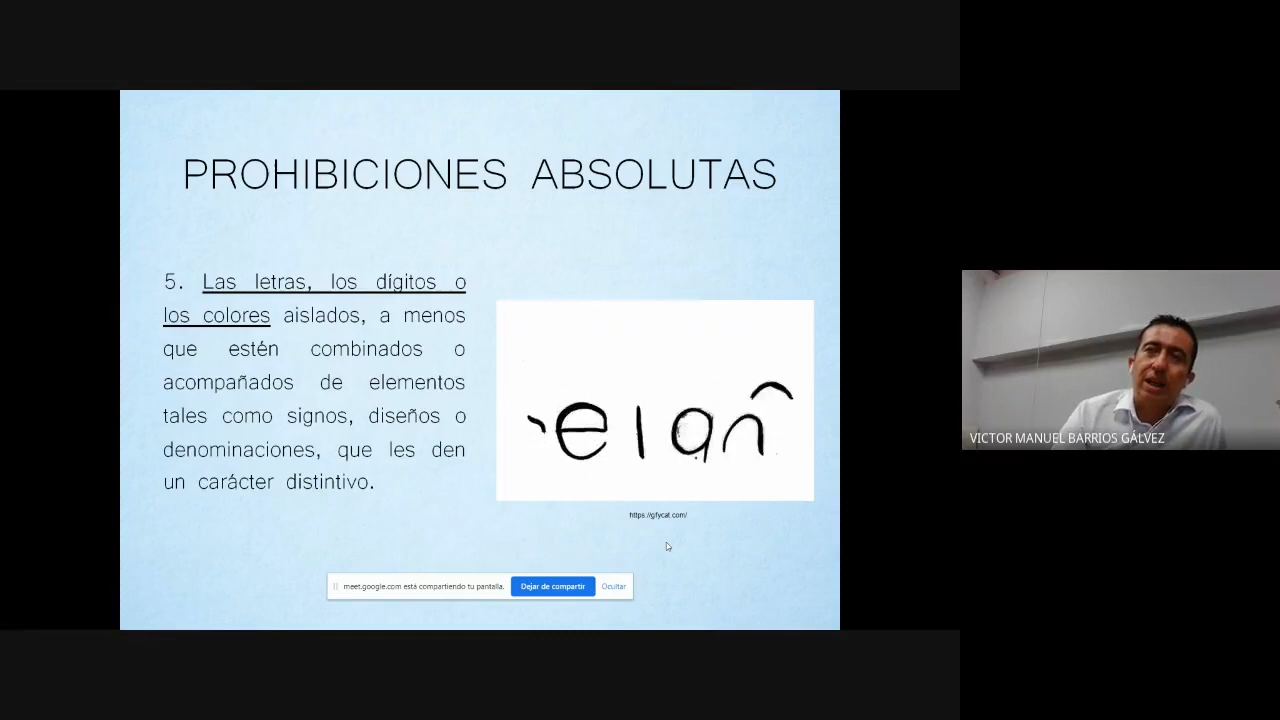 PROHIBICIONES ABSOLUTAS
5. Las letras, los dígitos o
los colores aislados, a menos
que estén combinados o
acompañados de elementos
tales como signos, diseños o
denominaciones, que les den
un carácter distintivo.
https://gfycat.com/
meet.google.com está compartiendo tu pantalla.
Dejar de compartir
Ocultar
VICTOR MANUEL BARRIOS GÁLVEZ